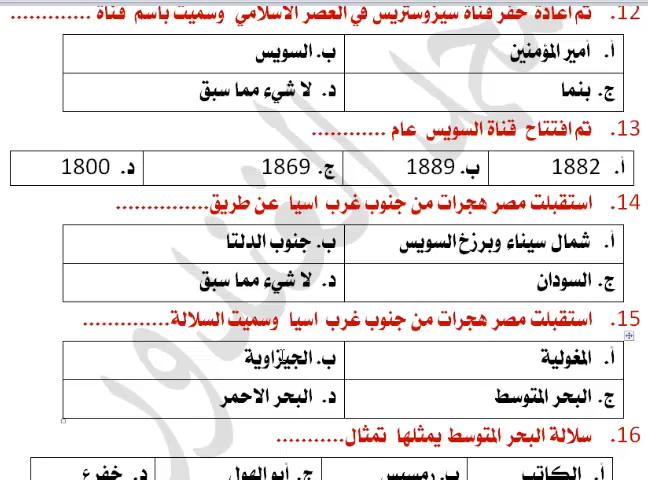 12. تم اعادة حفر قناة سيزوستريس في العصر الاسلامي وسميت باسم قناة ............
أ. أمير المؤمنين ب. السويس
ج. بنما د. لا شيء مما سبق
13. تم افتتاح قناة السويس عام ...........
أ. 1882 ب. 1889 ج. 1869 د. 1800
14. استقبلت مصر هجرات من جنوب غرب اسيا عن طريق...............
أ. شمال سيناء وبرزخ السويس ب. جنوب الدلتا
ج. السودان د. لا شيء مما سبق
15. استقبلت مصر هجرات من جنوب غرب اسيا وسميت السلالة..............
أ. المغولية ب. الجيزاوية
ج. البحر المتوسط د. البحر الاحمر
16. سلالة البحر المتوسط يمثلها تمثال...........
أ. الكاتب ب. رمسيس ج. أبو الهول د. خفرع